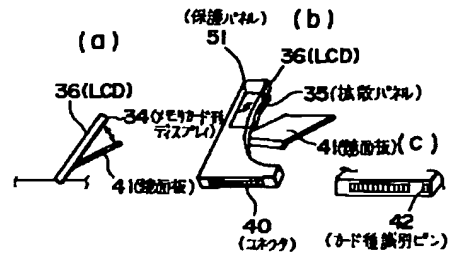 (a)
36(LCD)
34(メモリカード形
ディスプレイ)
41(鏡面板)
(保護パネル)
51
(b)
36(LCD)
35(拡散パネル)
41(鏡面板)
40
(コネクタ)
(c)
42
(カード種識別ピン)